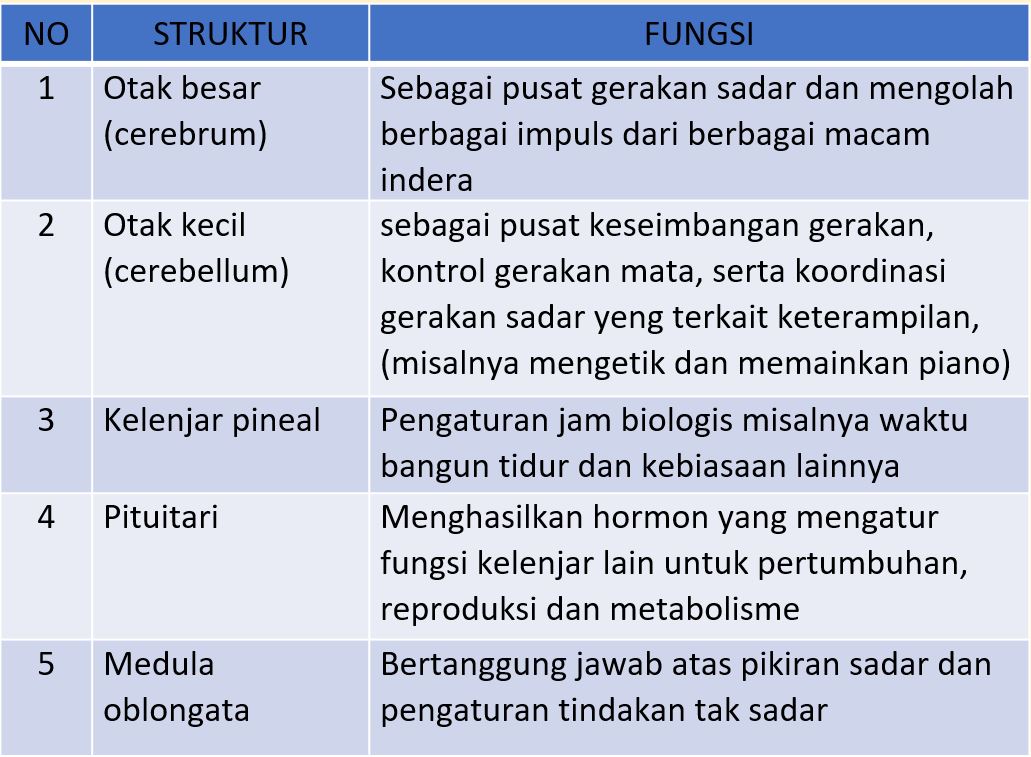 NO STRUKTUR FUNGSI
1 Otak besar Sebagai pusat gerakan sadar dan mengolah
(cerebrum) berbagai impuls dari berbagai macam
indera
2 Otak kecil sebagai pusat keseimbangan gerakan,
(cerebellum) kontrol gerakan mata, serta koordinasi
gerakan sadar yeng terkait keterampilan,
(misalnya mengetik dan memainkan piano)
3 Kelenjar pineal Pengaturan jam biologis misalnya waktu
bangun tidur dan kebiasaan lainnya
4 Pituitari Menghasilkan hormon yang mengatur
fungsi kelenjar lain untuk pertumbuhan,
reproduksi dan metabolisme
5 Medula Bertanggung jawab atas pikiran sadar dan
oblongata pengaturan tindakan tak sadar